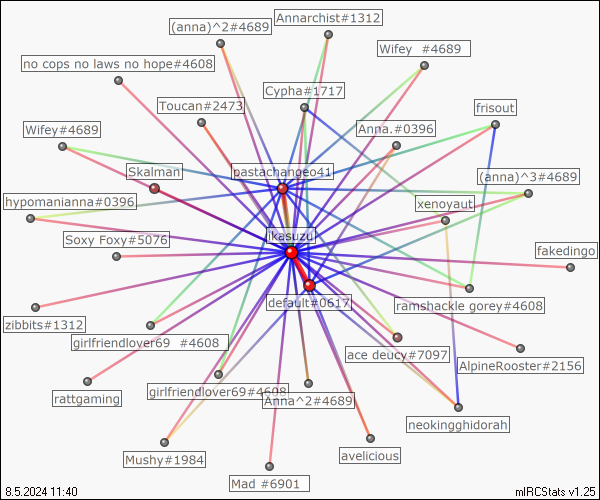 Annarchist#1312
(anna)^2#4689
Wifey  #4689
no cops no laws no hope#4608
Cypha#1717
Toucan#2473
frisout
Wifey#4689
Anna.#0396
Skalman
pastachangeo41
(anna)^3#4689
hypomanianna#0396
xenoyaut
Soxy Foxy#5076
ikasuzu
fakedingo
default#0617
zibbits#1312
ramshackle gorey#4608
girlfriendlover69  #4608
ace deucy#7097
AlpineRooster#2156
rattgaming
girlfriendlover69#4608
Anna^2#4689
neokingghidorah
Mushy#1984
avelicious
Mad #6901
8.5.2024 11:40
mIRCStats v1.25